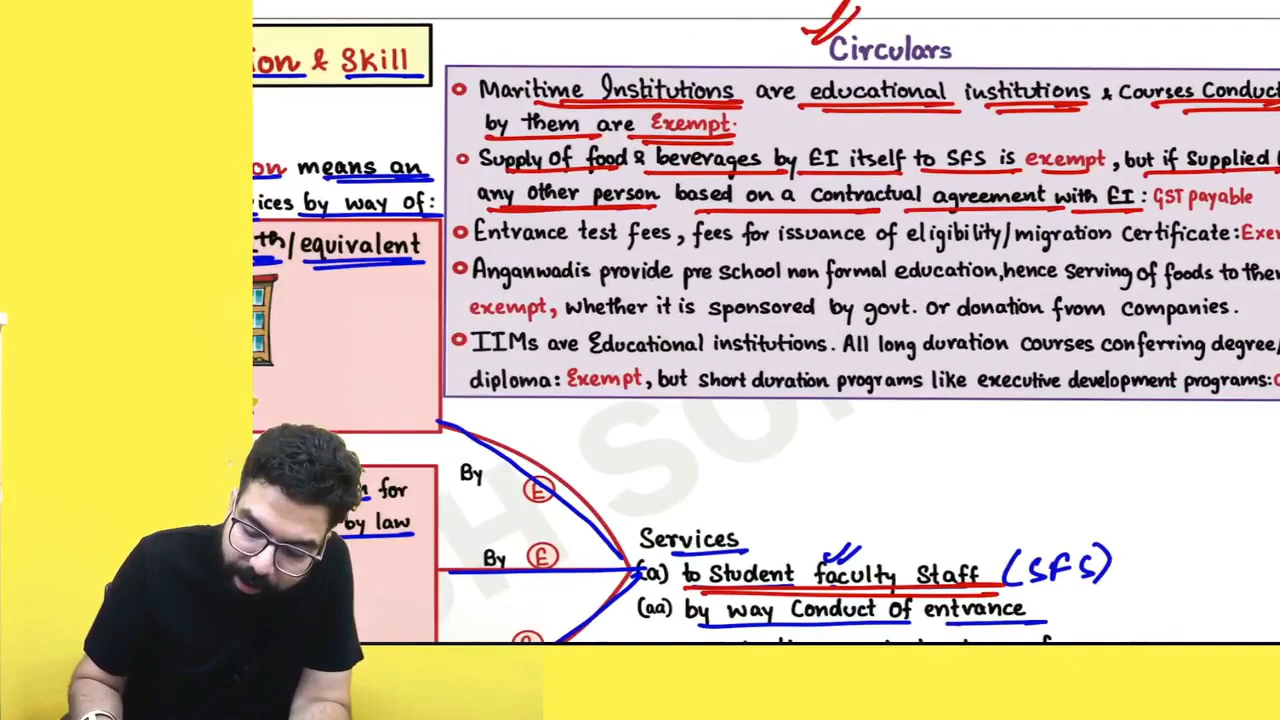 Circulars
ion & Skill
Maritime Institutions are educational institutions & Courses Conduct
by them are Exempt.
Supply of food & beverages by EI itself to SFS is exempt, but if Supplied
any other person based on a Contractual agreement with EI : GST payable
Entrance test fees, fees for issuance of eligibility/migration Certificate:Exe
Anganwadis provide pre school non formal education, hence Serving of foods to the
exempt, whether it is sponsored by govt. or donation from Companies.
IIMs are Educational institutions. All long duration courses conferring degree/
diploma: Exempt, but short duration programs like executive development programs:
on means an
ices by way of:
th/equivalent
for
by law
By E
By E
Services
(a) to Student faculty Staff (SFS)
(aa) by way Conduct of entrance